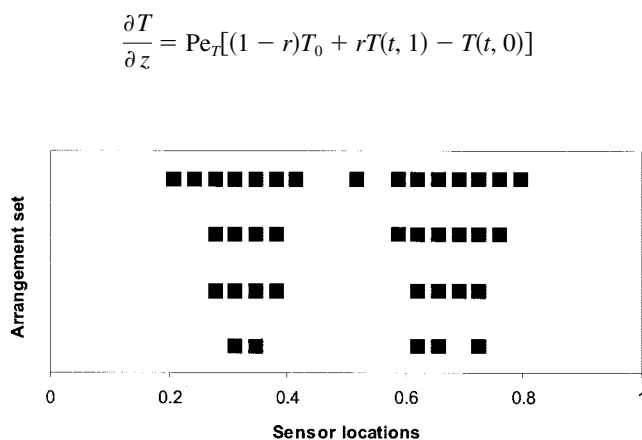 ∂T/∂z = Pe_T[(1 − r)T_0 + rT(t, 1) − T(t, 0)]
Arrangement set
0 0.2 0.4 0.6 0.8 1
Sensor locations